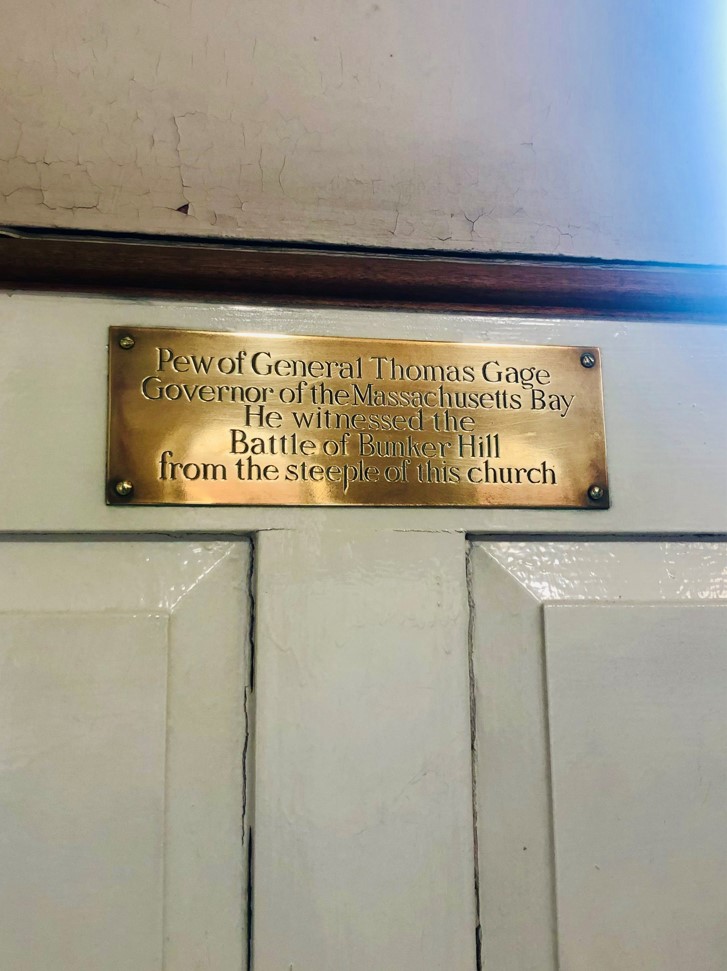 Pew of General Thomas Gage
Governor of the Massachusetts Bay
He witnessed the
Battle of Bunker Hill
from the steeple of this church